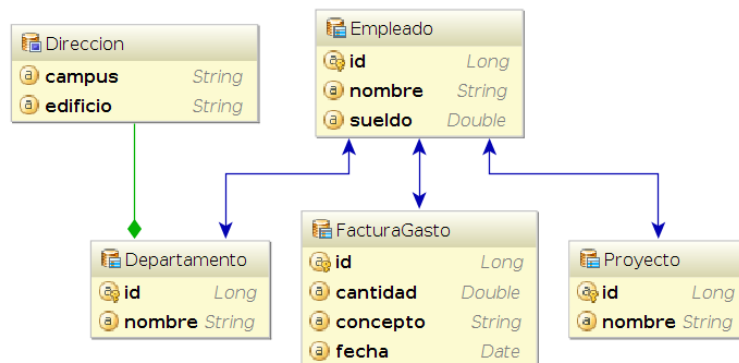 Direccion
campus String
edificio String
Empleado
id Long
nombre String
sueldo Double
Departamento
id Long
nombre String
FacturaGasto
id Long
cantidad Double
concepto String
fecha Date
Proyecto
id Long
nombre String